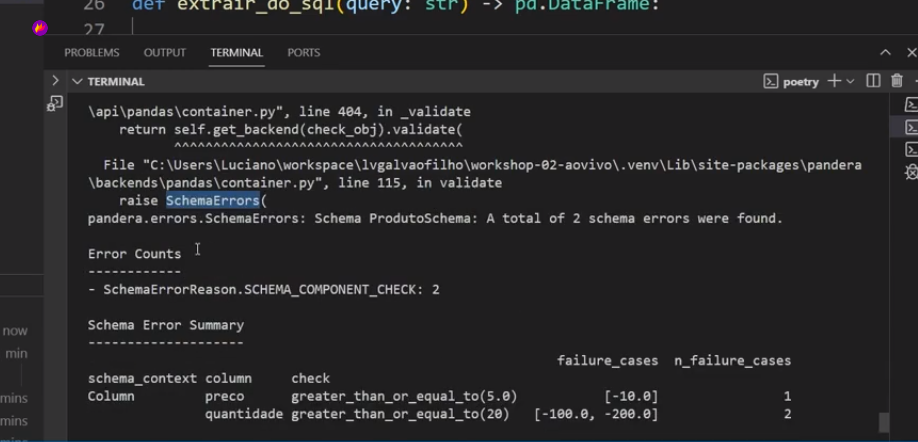 26 def extrair_do_sql(query: str) -> pd.DataFrame:
27
PROBLEMS OUTPUT TERMINAL PORTS
TERMINAL
poetry
\api\pandas\container.py", line 404, in _validate
return self.get_backend(check_obj).validate(
^^^^^^^^^^^^^^^^^^^^^^^^^^^^^^^^^^^^
File "C:\Users\Luciano\workspace\lvgalvaofilho\workshop-02-aovivo\.venv\Lib\site-packages\pandera
\backends\pandas\container.py", line 115, in validate
raise SchemaErrors(
pandera.errors.SchemaErrors: Schema ProdutoSchema: A total of 2 schema errors were found.
Error Counts
------------
- SchemaErrorReason.SCHEMA_COMPONENT_CHECK: 2
Schema Error Summary
--------------------
failure_cases n_failure_cases
schema_context column check
Column preco greater_than_or_equal_to(5.0) [-10.0] 1
quantidade greater_than_or_equal_to(20) [-100.0, -200.0] 2
now
min
mins
mins